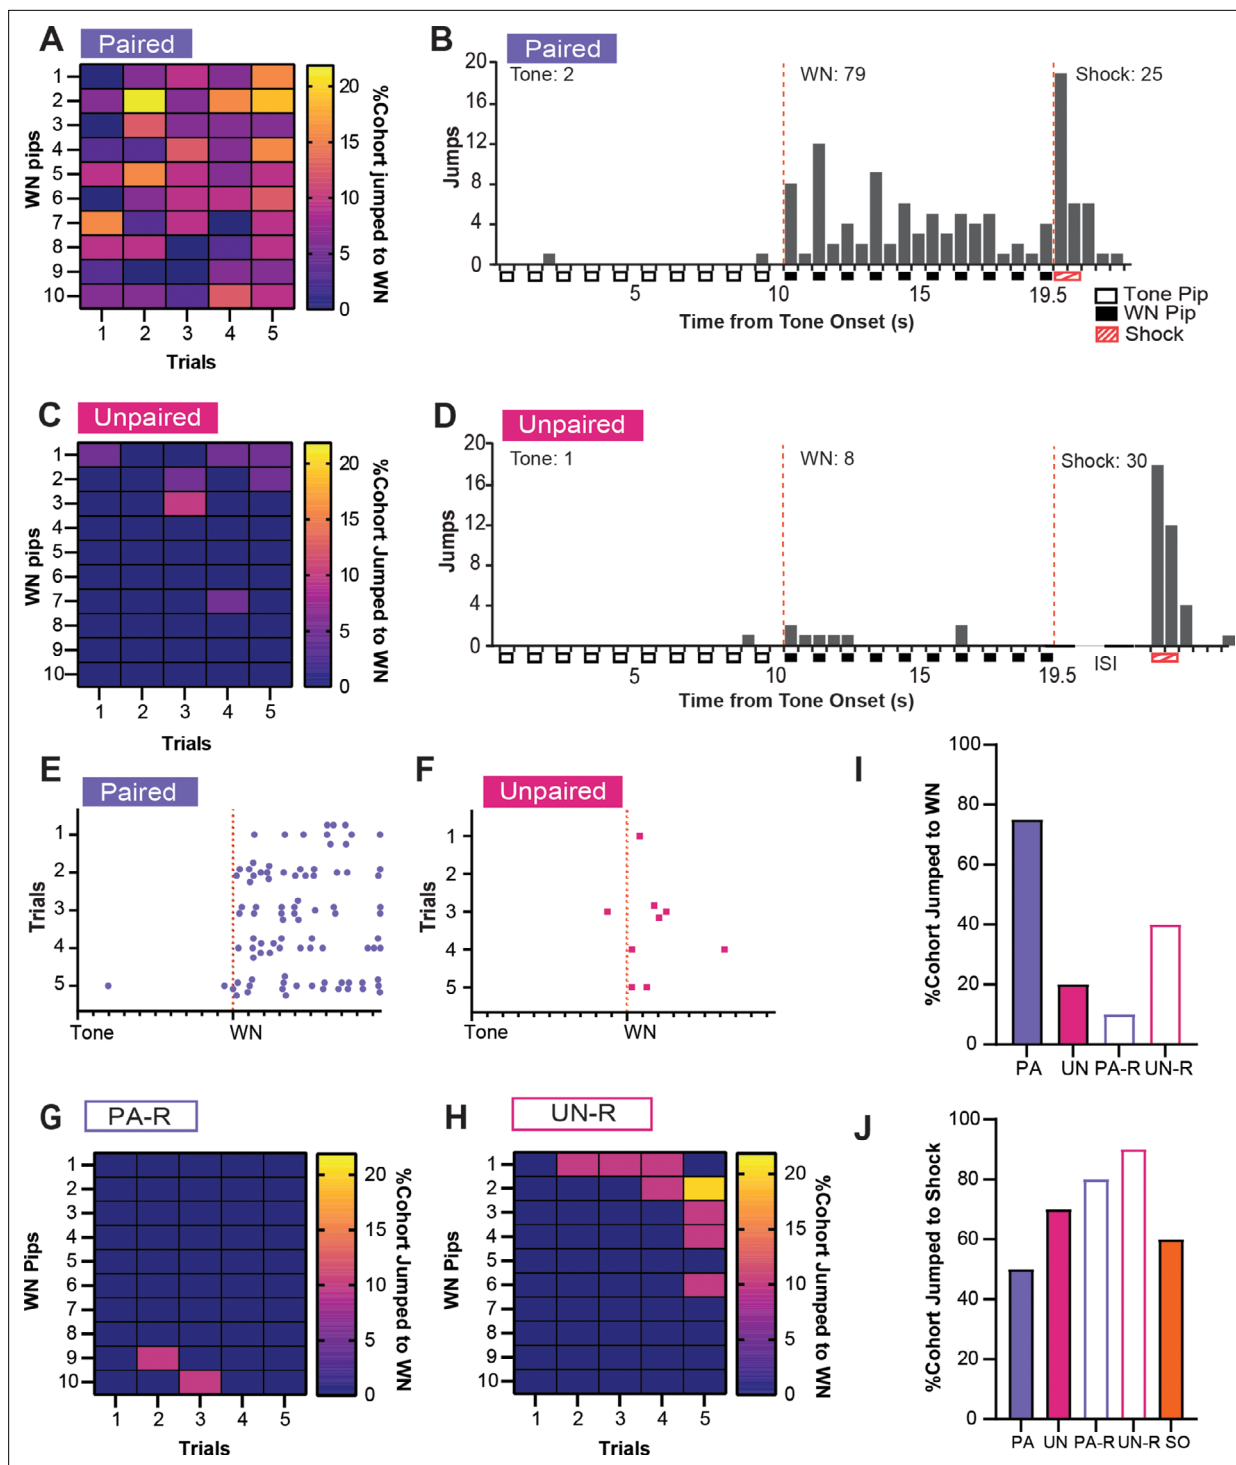 A
Paired
1
2
3
4
5
6
7
8
9
10
WN pips
1 2 3 4 5
Trials
20
15
10
5
0
%Cohort jumped to WN
B
Paired
Tone: 2
WN: 79
Shock: 25
20
16
12
8
4
0
Jumps
5 10 15 19.5
Time from Tone Onset (s)
Tone Pip
WN Pip
Shock
C
Unpaired
1
2
3
4
5
6
7
8
9
10
WN pips
1 2 3 4 5
Trials
20
15
10
5
0
%Cohort Jumped to WN
D
Unpaired
Tone: 1
WN: 8
Shock: 30
20
16
12
8
4
0
Jumps
5 10 15 19.5
ISI
Time from Tone Onset (s)
E
Paired
1
2
3
4
5
Trials
Tone WN
F
Unpaired
1
2
3
4
5
Trials
Tone WN
G
PA-R
1
2
3
4
5
6
7
8
9
10
WN Pips
1 2 3 4 5
Trials
20
15
10
5
0
%Cohort Jumped to WN
H
UN-R
1
2
3
4
5
6
7
8
9
10
WN Pips
1 2 3 4 5
Trials
20
15
10
5
0
%Cohort Jumped to WN
I
100
80
60
40
20
0
%Cohort Jumped to WN
PA UN PA-R UN-R
J
100
80
60
40
20
0
%Cohort Jumped to Shock
PA UN PA-R UN-R SO